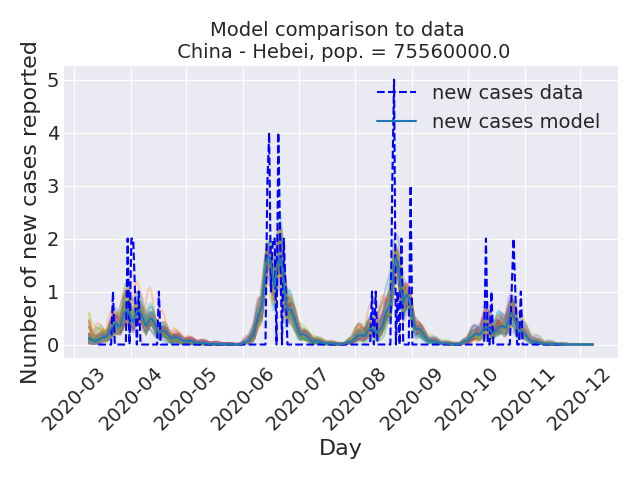 Model comparison to data
China - Hebei, pop. = 75560000.0
Number of new cases reported
5
4
3
2
1
0
new cases data
new cases model
2020-03
2020-04
2020-05
2020-06
2020-07
2020-08
2020-09
2020-10
2020-11
2020-12
Day